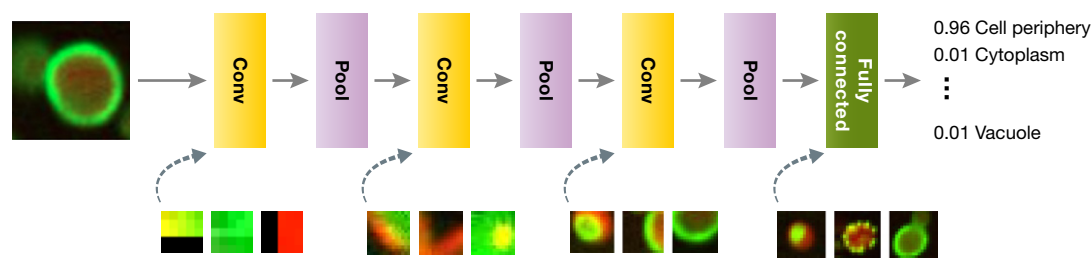 Conv
Pool
Conv
Pool
Conv
Pool
Fully
connected
0.96 Cell periphery
0.01 Cytoplasm
⋮
0.01 Vacuole